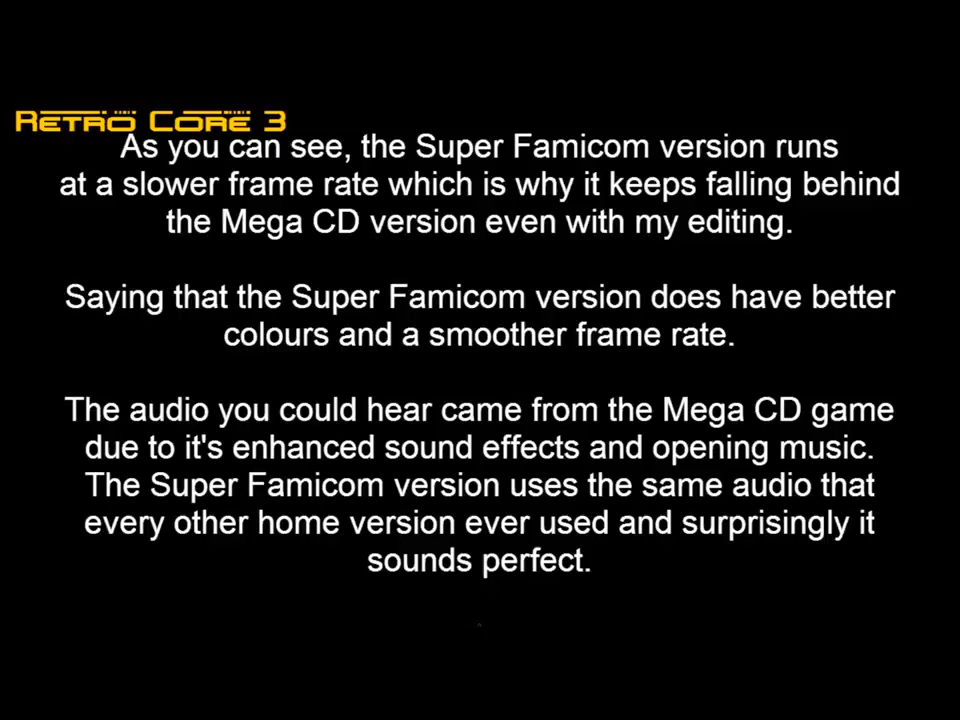 RETRO CORE 3
As you can see, the Super Famicom version runs
at a slower frame rate which is why it keeps falling behind
the Mega CD version even with my editing.
Saying that the Super Famicom version does have better
colours and a smoother frame rate.
The audio you could hear came from the Mega CD game
due to it's enhanced sound effects and opening music.
The Super Famicom version uses the same audio that
every other home version ever used and surprisingly it
sounds perfect.